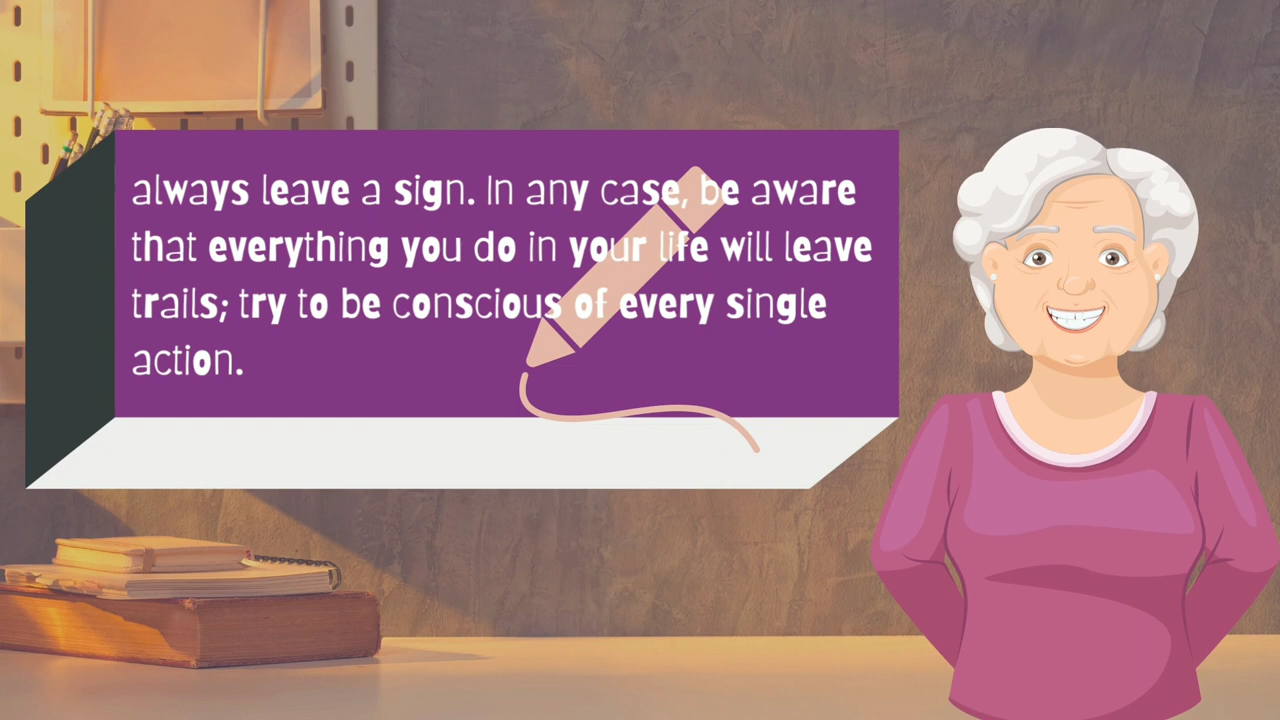 always leave a sign. In any case, be aware
that everything you do in your life will leave
trails; try to be conscious of every single
action.